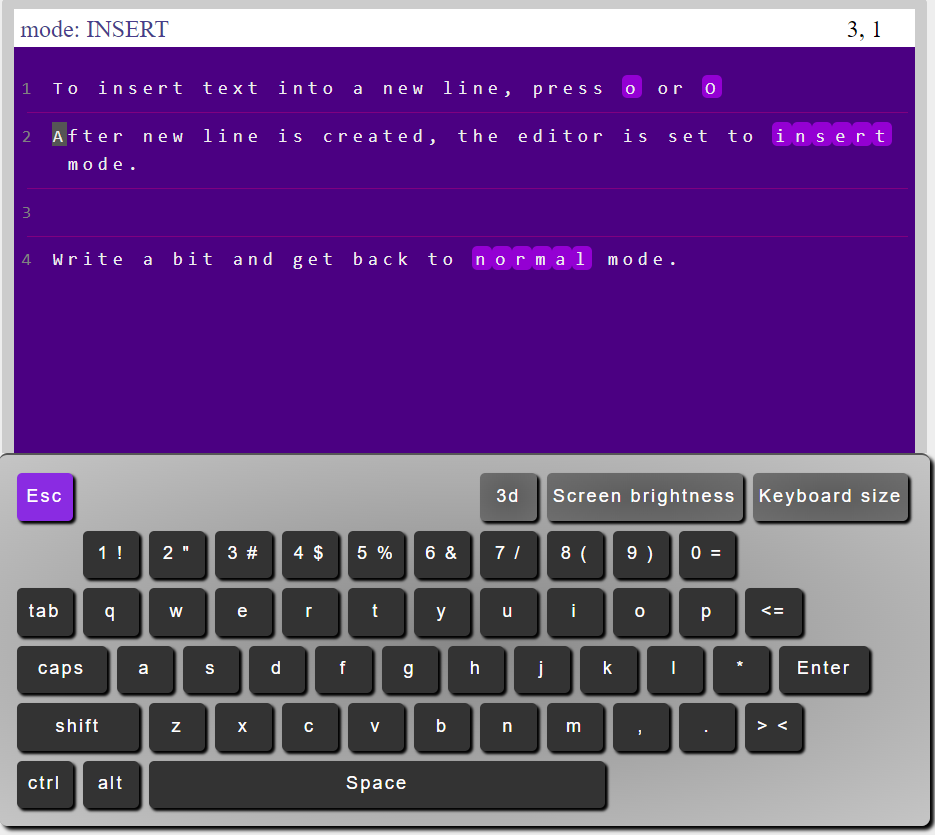 mode: INSERT 3, 1
1 To insert text into a new line, press o or O
2 After new line is created, the editor is set to insert
mode.
3
4 Write a bit and get back to normal mode.
Esc 3d Screen brightness Keyboard size
1 ! 2 " 3 # 4 $ 5 % 6 & 7 / 8 ( 9 ) 0 =
tab q w e r t y u i o p <=
caps a s d f g h j k l * Enter
shift z x c v b n m , . > <
ctrl alt Space